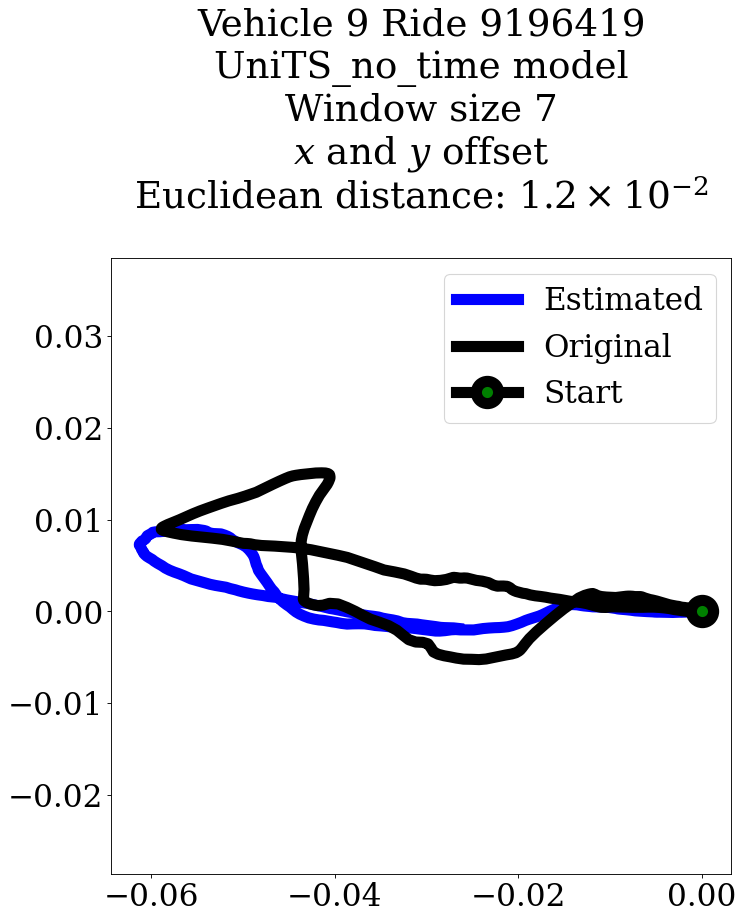 Vehicle 9 Ride 9196419
UniTS_no_time model
Window size 7
x and y offset
Euclidean distance: 1.2 × 10⁻²
Estimated
Original
Start
0.03
0.02
0.01
0.00
−0.01
−0.02
−0.06
−0.04
−0.02
0.00